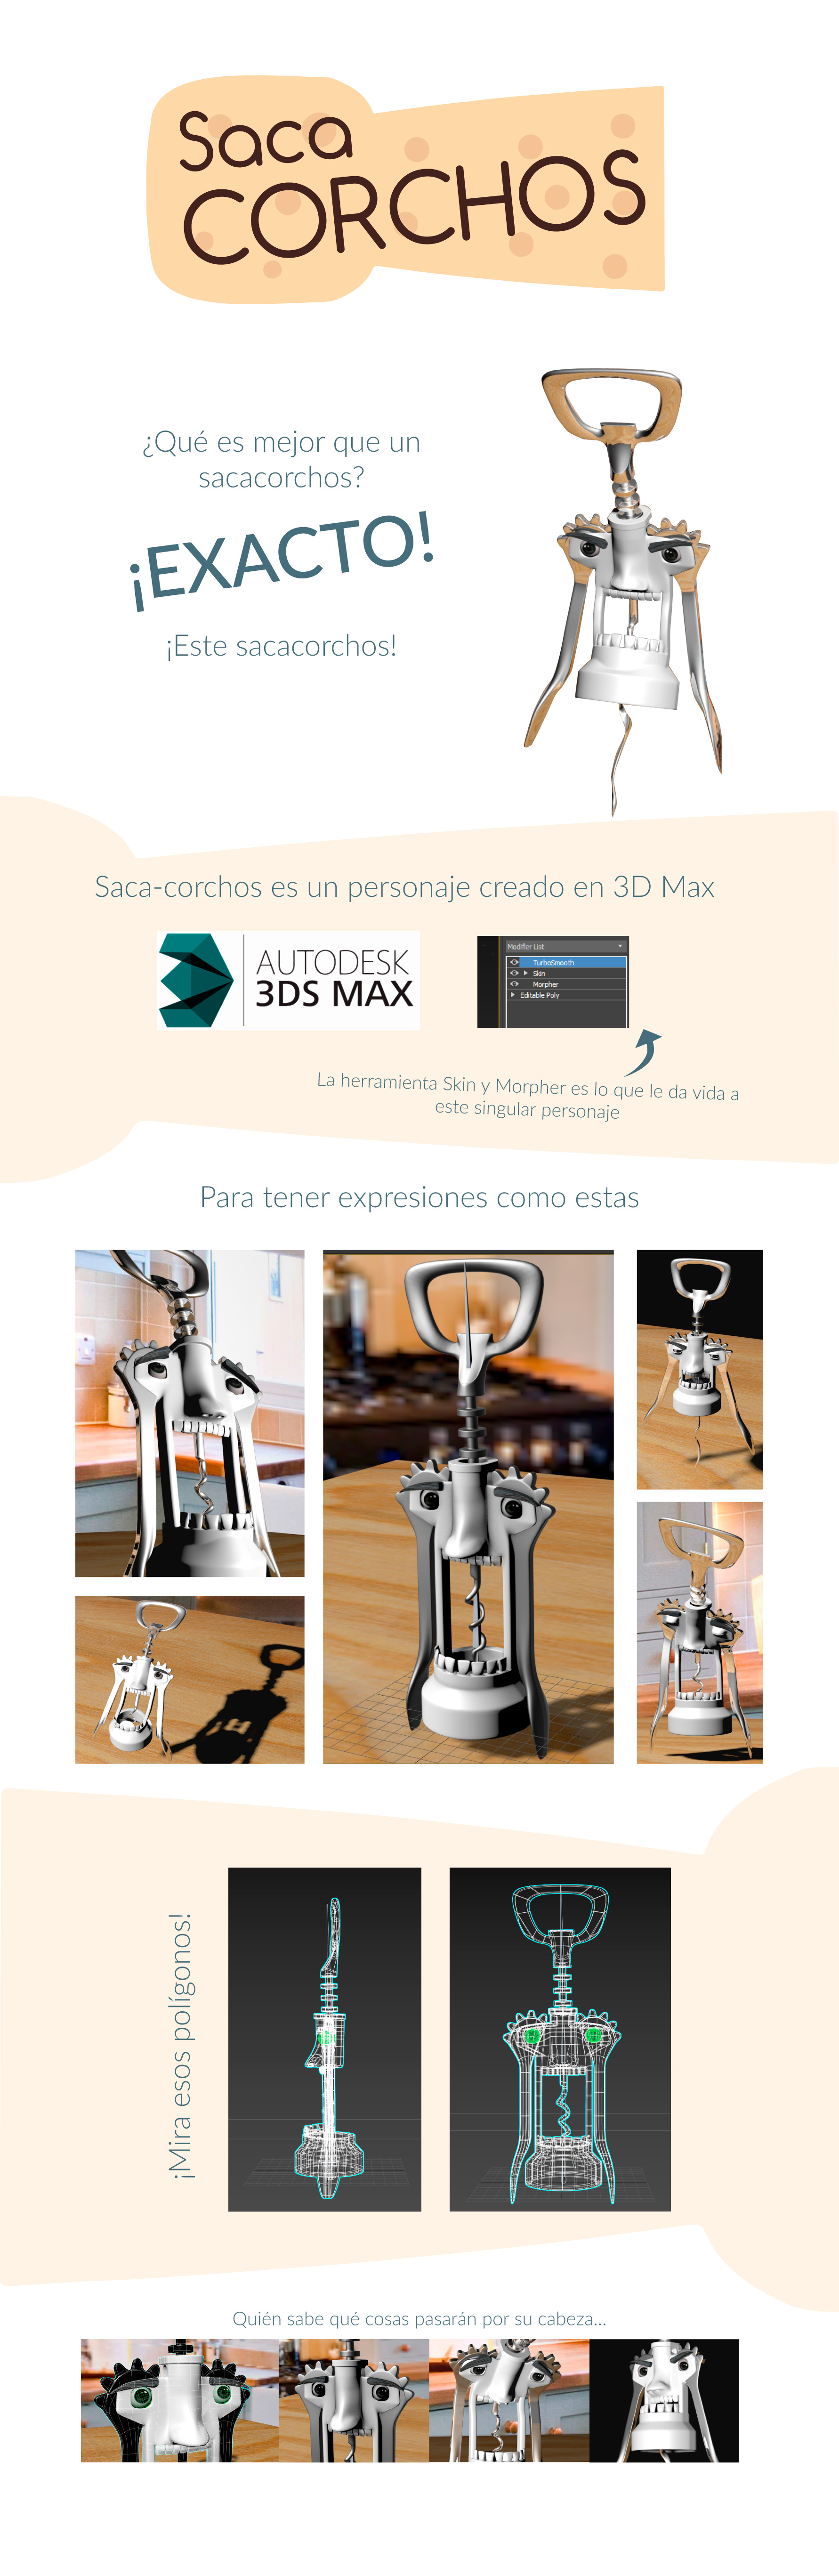 Saca
CORCHOS
¿Qué es mejor que un
sacacorchos?
¡EXACTO!
¡Este sacacorchos!
Saca-corchos es un personaje creado en 3D Max
AUTODESK
3DS MAX
Modifier List
TurboSmooth
Skin
Morpher
Editable Poly
La herramienta Skin y Morpher es lo que le da vida a
este singular personaje
Para tener expresiones como estas
¡Mira esos polígonos!
Quién sabe qué cosas pasarán por su cabeza...